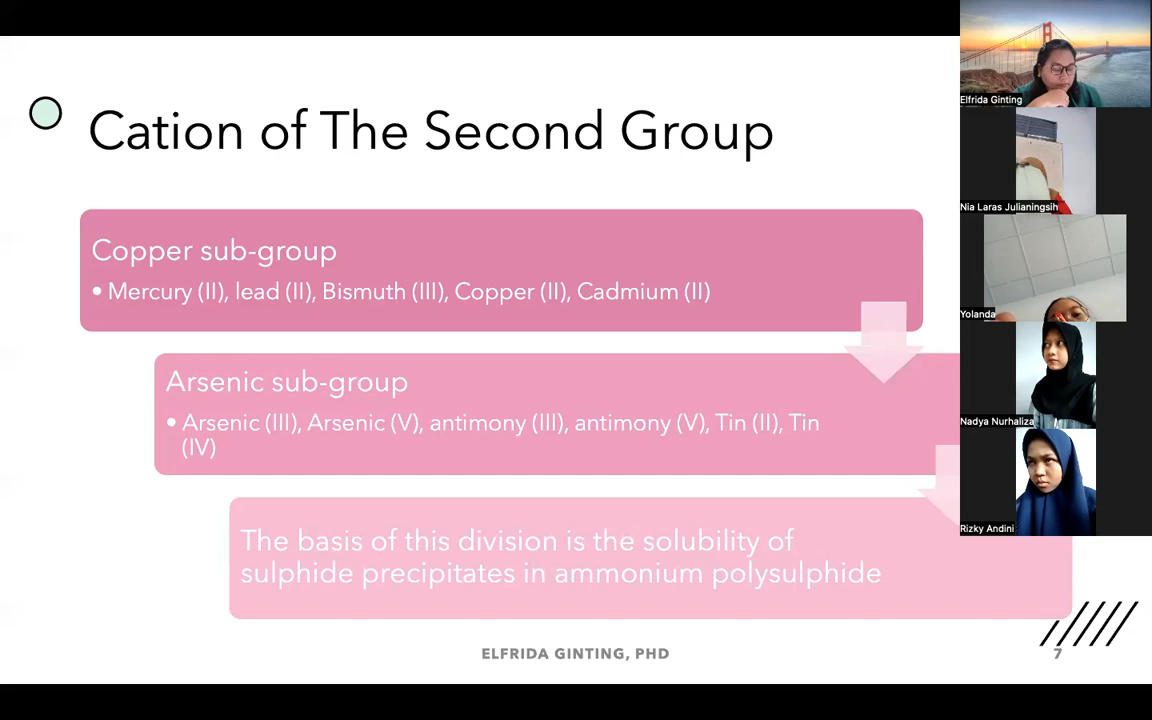 Cation of The Second Group
Copper sub-group
• Mercury (II), lead (II), Bismuth (III), Copper (II), Cadmium (II)
Arsenic sub-group
• Arsenic (III), Arsenic (V), antimony (III), antimony (V), Tin (II), Tin
(IV)
The basis of this division is the solubility of
sulphide precipitates in ammonium polysulphide
ELFRIDA GINTING, PHD
7
Elfrida Ginting
Nia Laras Julianingsih
Yolanda
Nadya Nurhaliza
Rizky Andini